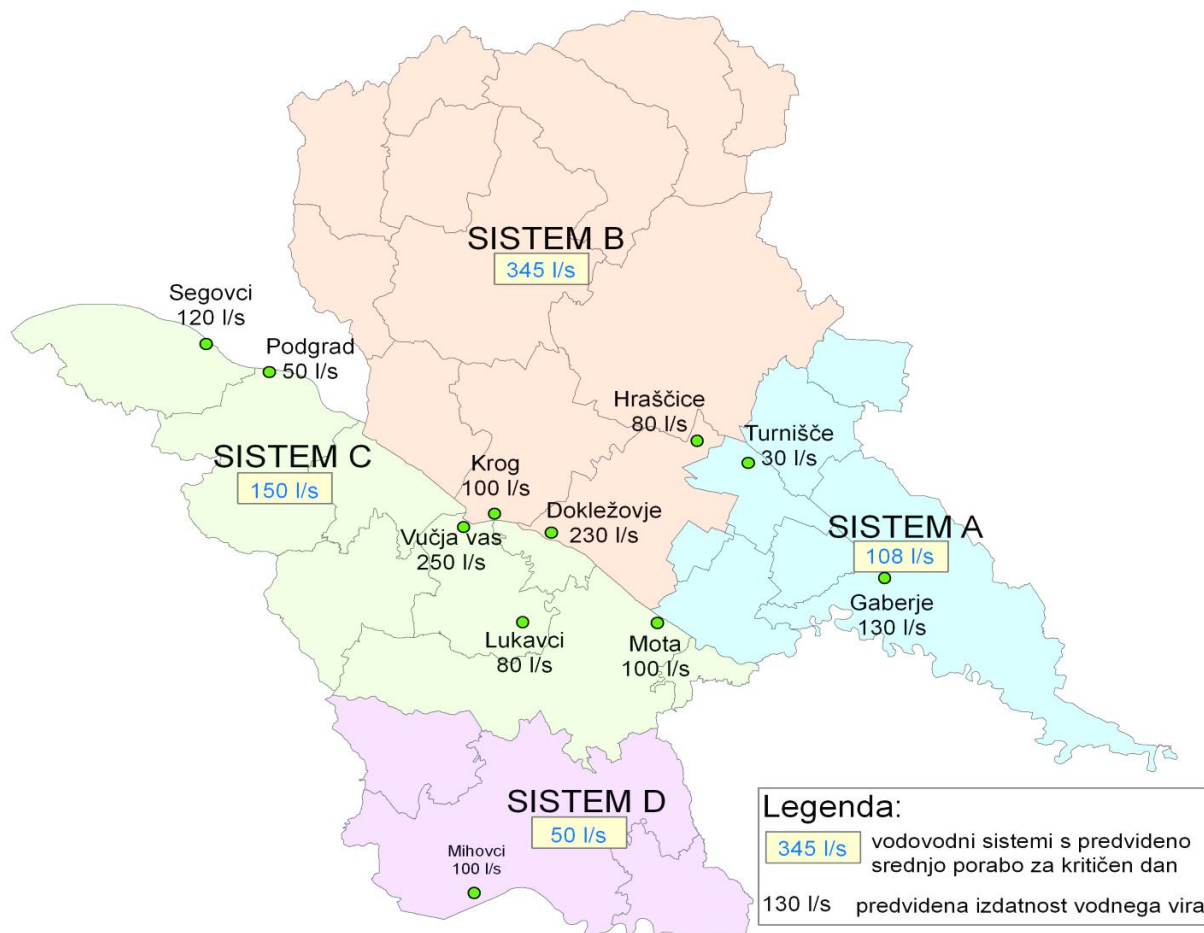 SISTEM B
345 l/s
Segovci
120 l/s
Podgrad
50 l/s
Hraščice
80 l/s
Turnišče
30 l/s
SISTEM C
150 l/s
Krog
100 l/s
Dokležovje
230 l/s
Vučja vas
250 l/s
SISTEM A
108 l/s
Gaberje
130 l/s
Lukavci
80 l/s
Mota
100 l/s
SISTEM D
50 l/s
Mihovci
100 l/s
Legenda:
345 l/s vodovodni sistemi s predvideno
srednjo porabo za kritičen dan
130 l/s predvidena izdatnost vodnega vira